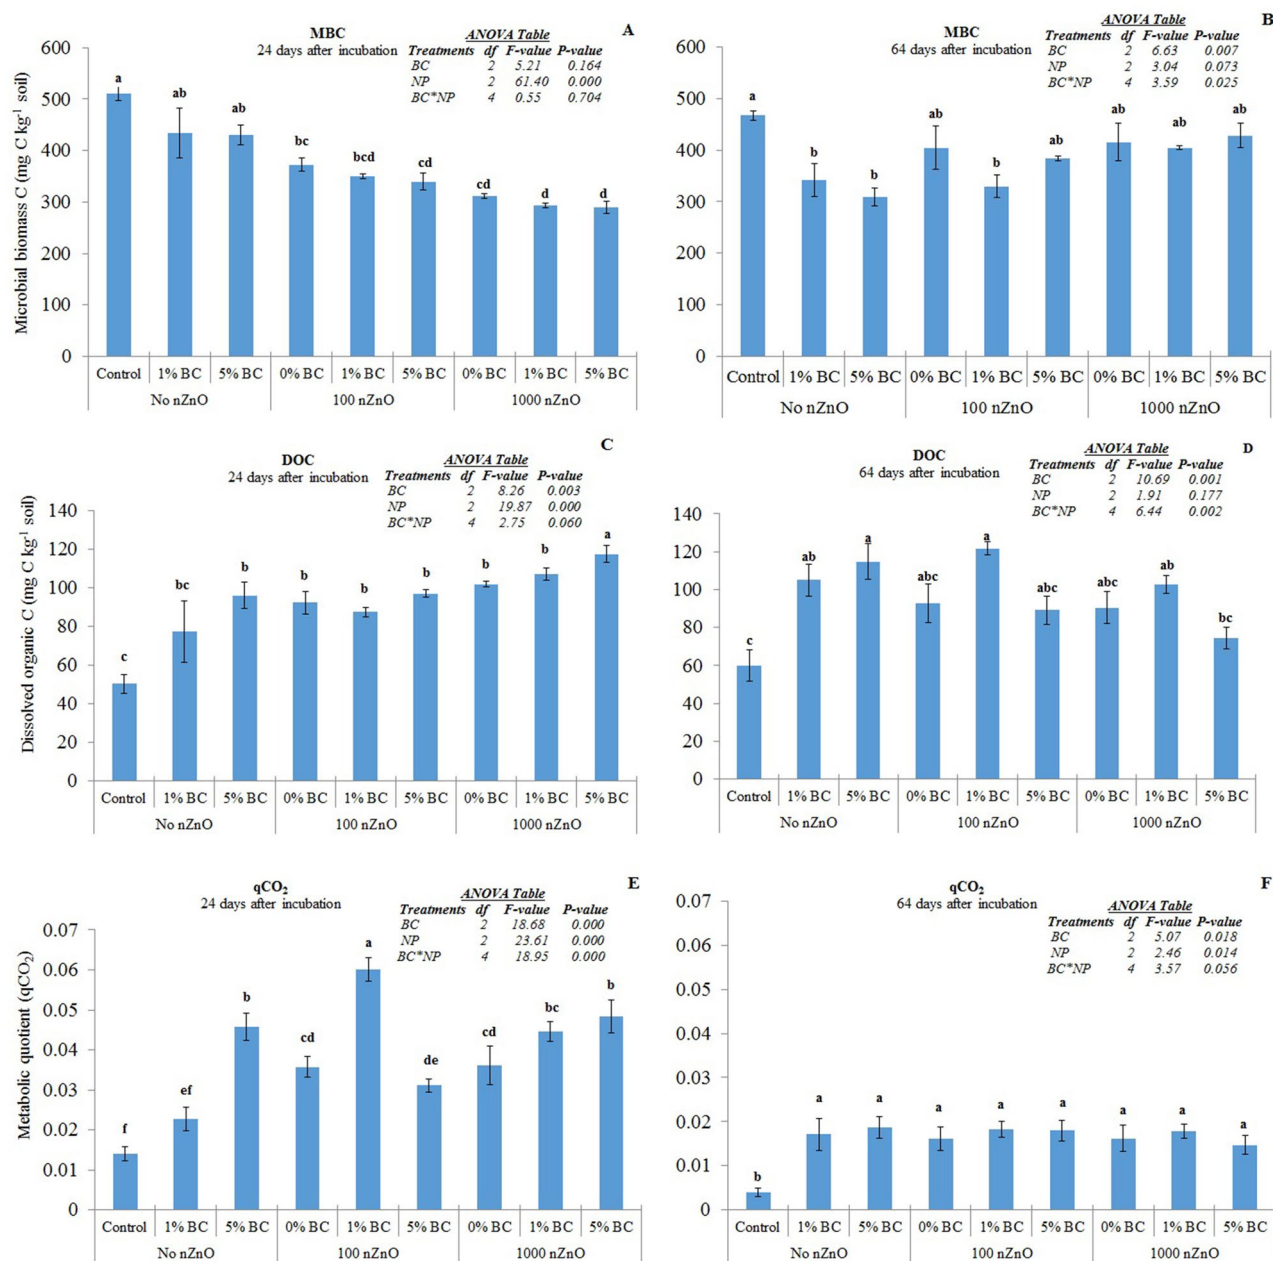 MBC
24 days after incubation
A
ANOVA Table
Treatments df F-value P-value
BC 2 5.21 0.164
NP 2 61.40 0.000
BC*NP 4 0.55 0.704
Microbial biomass C (mg C kg⁻¹ soil)
600
500
400
300
200
100
0
a ab ab bc bcd cd cd d d
Control 1% BC 5% BC 0% BC 1% BC 5% BC 0% BC 1% BC 5% BC
No nZnO 100 nZnO 1000 nZnO
MBC
64 days after incubation
B
ANOVA Table
Treatments df F-value P-value
BC 2 6.63 0.007
NP 2 3.04 0.073
BC*NP 4 3.59 0.025
600
500
400
300
200
100
0
a b b ab b ab ab ab ab
Control 1% BC 5% BC 0% BC 1% BC 5% BC 0% BC 1% BC 5% BC
No nZnO 100 nZnO 1000 nZnO
DOC
24 days after incubation
C
ANOVA Table
Treatments df F-value P-value
BC 2 8.26 0.003
NP 2 19.87 0.000
BC*NP 4 2.75 0.060
Dissolved organic C (mg C kg⁻¹ soil)
140
120
100
80
60
40
20
0
c bc b b b b b b a
Control 1% BC 5% BC 0% BC 1% BC 5% BC 0% BC 1% BC 5% BC
No nZnO 100 nZnO 1000 nZnO
DOC
64 days after incubation
D
ANOVA Table
Treatments df F-value P-value
BC 2 10.69 0.001
NP 2 1.91 0.177
BC*NP 4 6.44 0.002
140
120
100
80
60
40
20
0
c ab a abc a abc abc ab bc
Control 1% BC 5% BC 0% BC 1% BC 5% BC 0% BC 1% BC 5% BC
No nZnO 100 nZnO 1000 nZnO
qCO₂
24 days after incubation
E
ANOVA Table
Treatments df F-value P-value
BC 2 18.68 0.000
NP 2 23.61 0.000
BC*NP 4 18.95 0.000
Metabolic quotient (qCO₂)
0.07
0.06
0.05
0.04
0.03
0.02
0.01
0
f ef b cd a de cd bc b
Control 1% BC 5% BC 0% BC 1% BC 5% BC 0% BC 1% BC 5% BC
No nZnO 100 nZnO 1000 nZnO
qCO₂
64 days after incubation
F
ANOVA Table
Treatments df F-value P-value
BC 2 5.07 0.018
NP 2 2.46 0.014
BC*NP 4 3.57 0.056
0.07
0.06
0.05
0.04
0.03
0.02
0.01
0
b a a a a a a a a
Control 1% BC 5% BC 0% BC 1% BC 5% BC 0% BC 1% BC 5% BC
No nZnO 100 nZnO 1000 nZnO